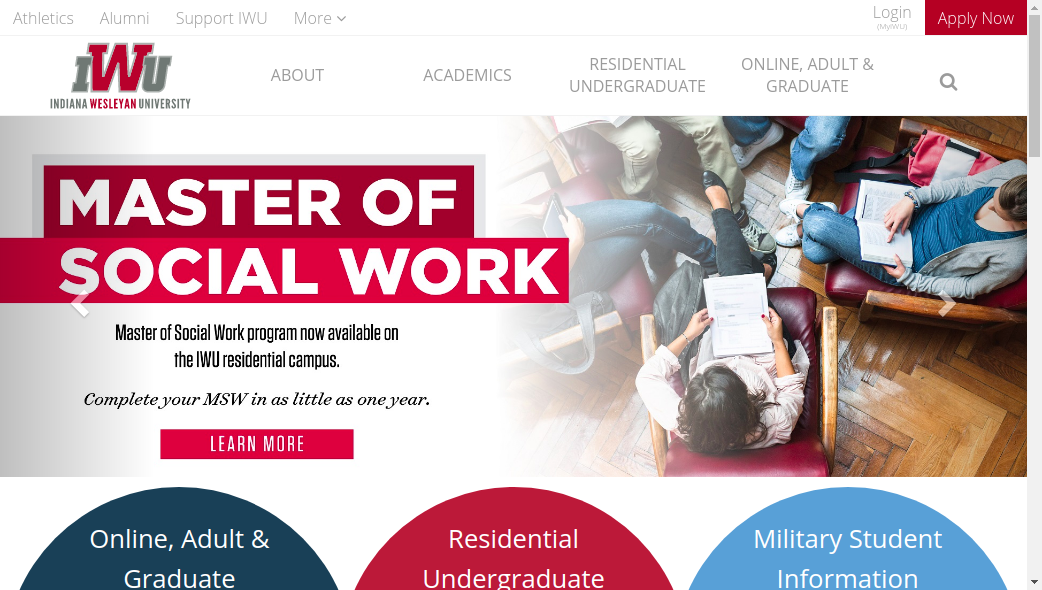 Athletics Alumni Support IWU More
Login
(MyIWU)
Apply Now
IWU
INDIANA WESLEYAN UNIVERSITY
ABOUT
ACADEMICS
RESIDENTIAL
UNDERGRADUATE
ONLINE, ADULT &
GRADUATE
MASTER OF
SOCIAL WORK
Master of Social Work program now available on
the IWU residential campus.
Complete your MSW in as little as one year.
LEARN MORE
Online, Adult &
Graduate
Residential
Undergraduate
Military Student
Information